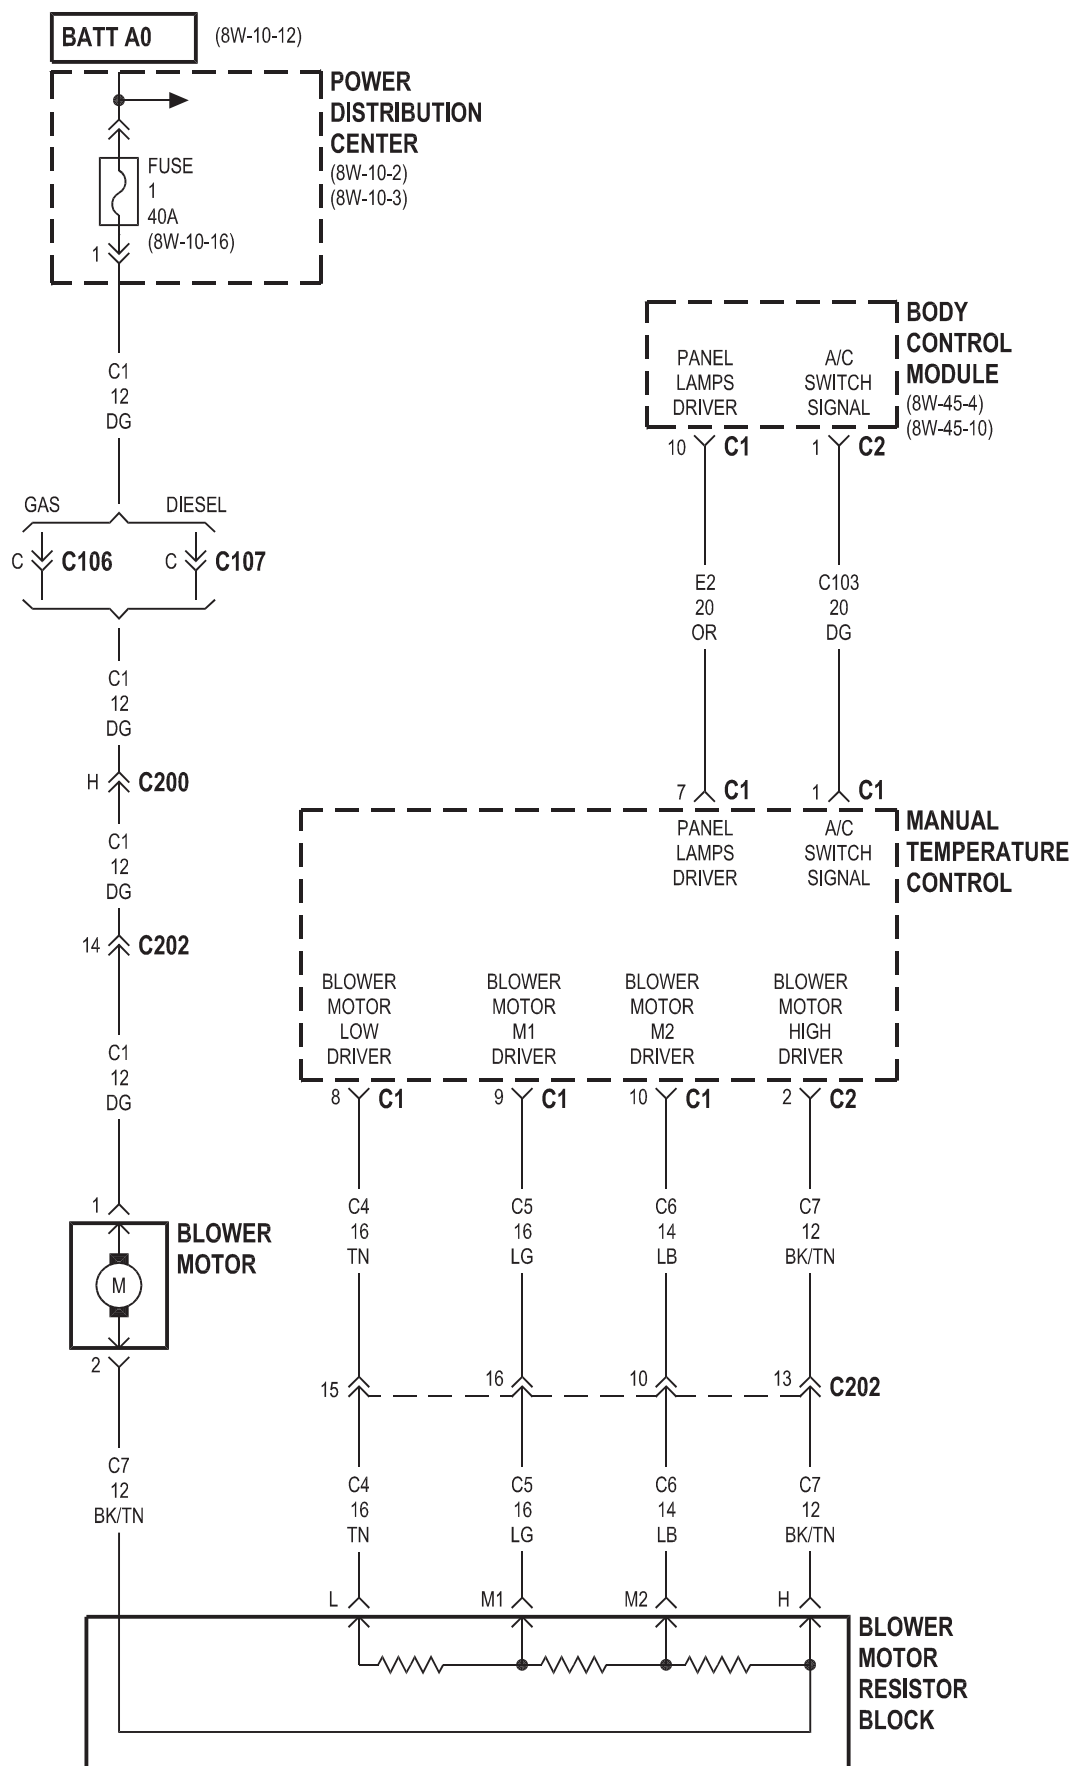 BATT A0
(8W-10-12)
POWER
DISTRIBUTION
CENTER
(8W-10-2)
(8W-10-3)
FUSE
1
40A
(8W-10-16)
1
C1
12
DG
GAS
DIESEL
C
C106
C
C107
C1
12
DG
H
C200
C1
12
DG
14
C202
C1
12
DG
1
BLOWER
MOTOR
M
2
C7
12
BK/TN
BODY
CONTROL
MODULE
(8W-45-4)
(8W-45-10)
PANEL
LAMPS
DRIVER
A/C
SWITCH
SIGNAL
10
C1
1
C2
E2
20
OR
C103
20
DG
7
C1
1
C1
MANUAL
TEMPERATURE
CONTROL
PANEL
LAMPS
DRIVER
A/C
SWITCH
SIGNAL
BLOWER
MOTOR
LOW
DRIVER
BLOWER
MOTOR
M1
DRIVER
BLOWER
MOTOR
M2
DRIVER
BLOWER
MOTOR
HIGH
DRIVER
8
C1
9
C1
10
C1
2
C2
C4
16
TN
C5
16
LG
C6
14
LB
C7
12
BK/TN
15
16
10
13
C202
C4
16
TN
C5
16
LG
C6
14
LB
C7
12
BK/TN
L
M1
M2
H
BLOWER
MOTOR
RESISTOR
BLOCK